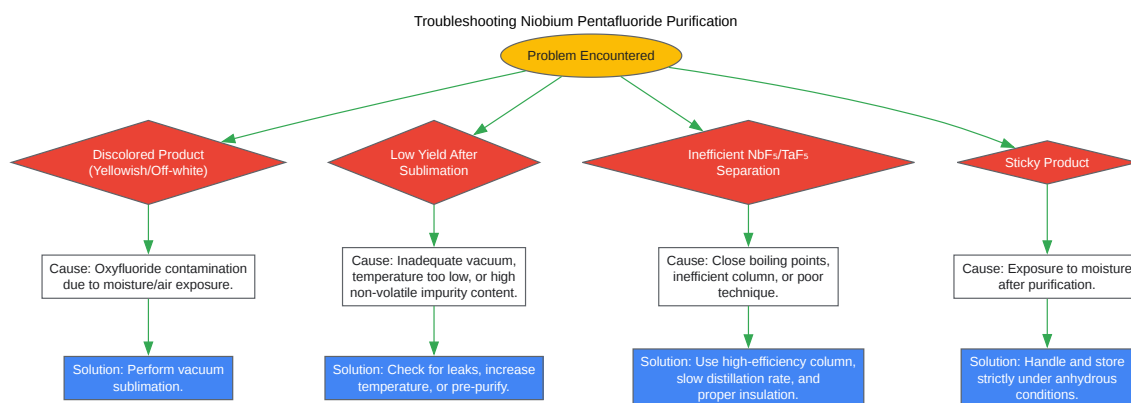 Troubleshooting Niobium Pentafluoride Purification
Problem Encountered
Discolored Product
(Yellowish/Off-white)
Low Yield After
Sublimation
Inefficient NbF₅/TaF₅
Separation
Sticky Product
Cause: Oxyfluoride contamination
due to moisture/air exposure.
Cause: Inadequate vacuum,
temperature too low, or high
non-volatile impurity content.
Cause: Close boiling points,
inefficient column, or poor
technique.
Cause: Exposure to moisture
after purification.
Solution: Perform vacuum
sublimation.
Solution: Check for leaks, increase
temperature, or pre-purify.
Solution: Use high-efficiency column,
slow distillation rate, and
proper insulation.
Solution: Handle and store
strictly under anhydrous
conditions.